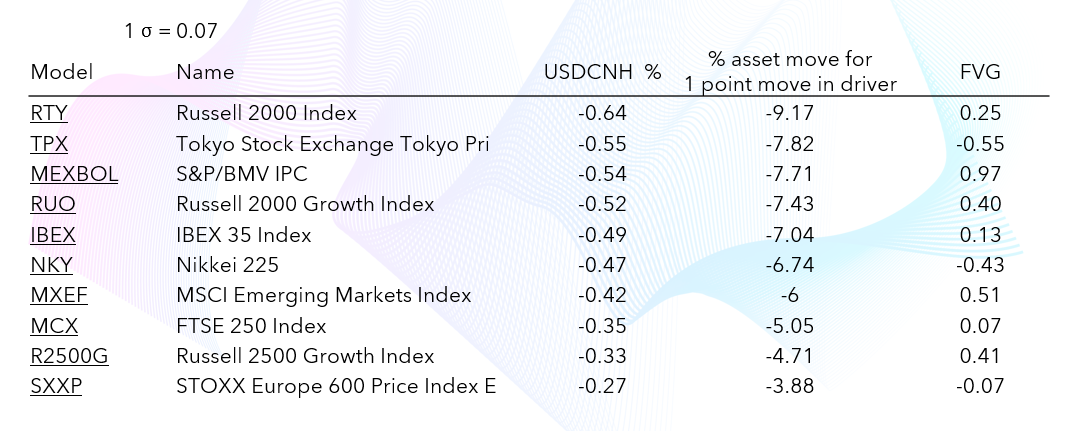 1 σ = 0.07
Model Name USDCNH % % asset move for
1 point move in driver FVG
RTY Russell 2000 Index -0.64 -9.17 0.25
TPX Tokyo Stock Exchange Tokyo Pri -0.55 -7.82 -0.55
MEXBOL S&P/BMV IPC -0.54 -7.71 0.97
RUO Russell 2000 Growth Index -0.52 -7.43 0.40
IBEX IBEX 35 Index -0.49 -7.04 0.13
NKY Nikkei 225 -0.47 -6.74 -0.43
MXEF MSCI Emerging Markets Index -0.42 -6 0.51
MCX FTSE 250 Index -0.35 -5.05 0.07
R2500G Russell 2500 Growth Index -0.33 -4.71 0.41
SXXP STOXX Europe 600 Price Index E -0.27 -3.88 -0.07